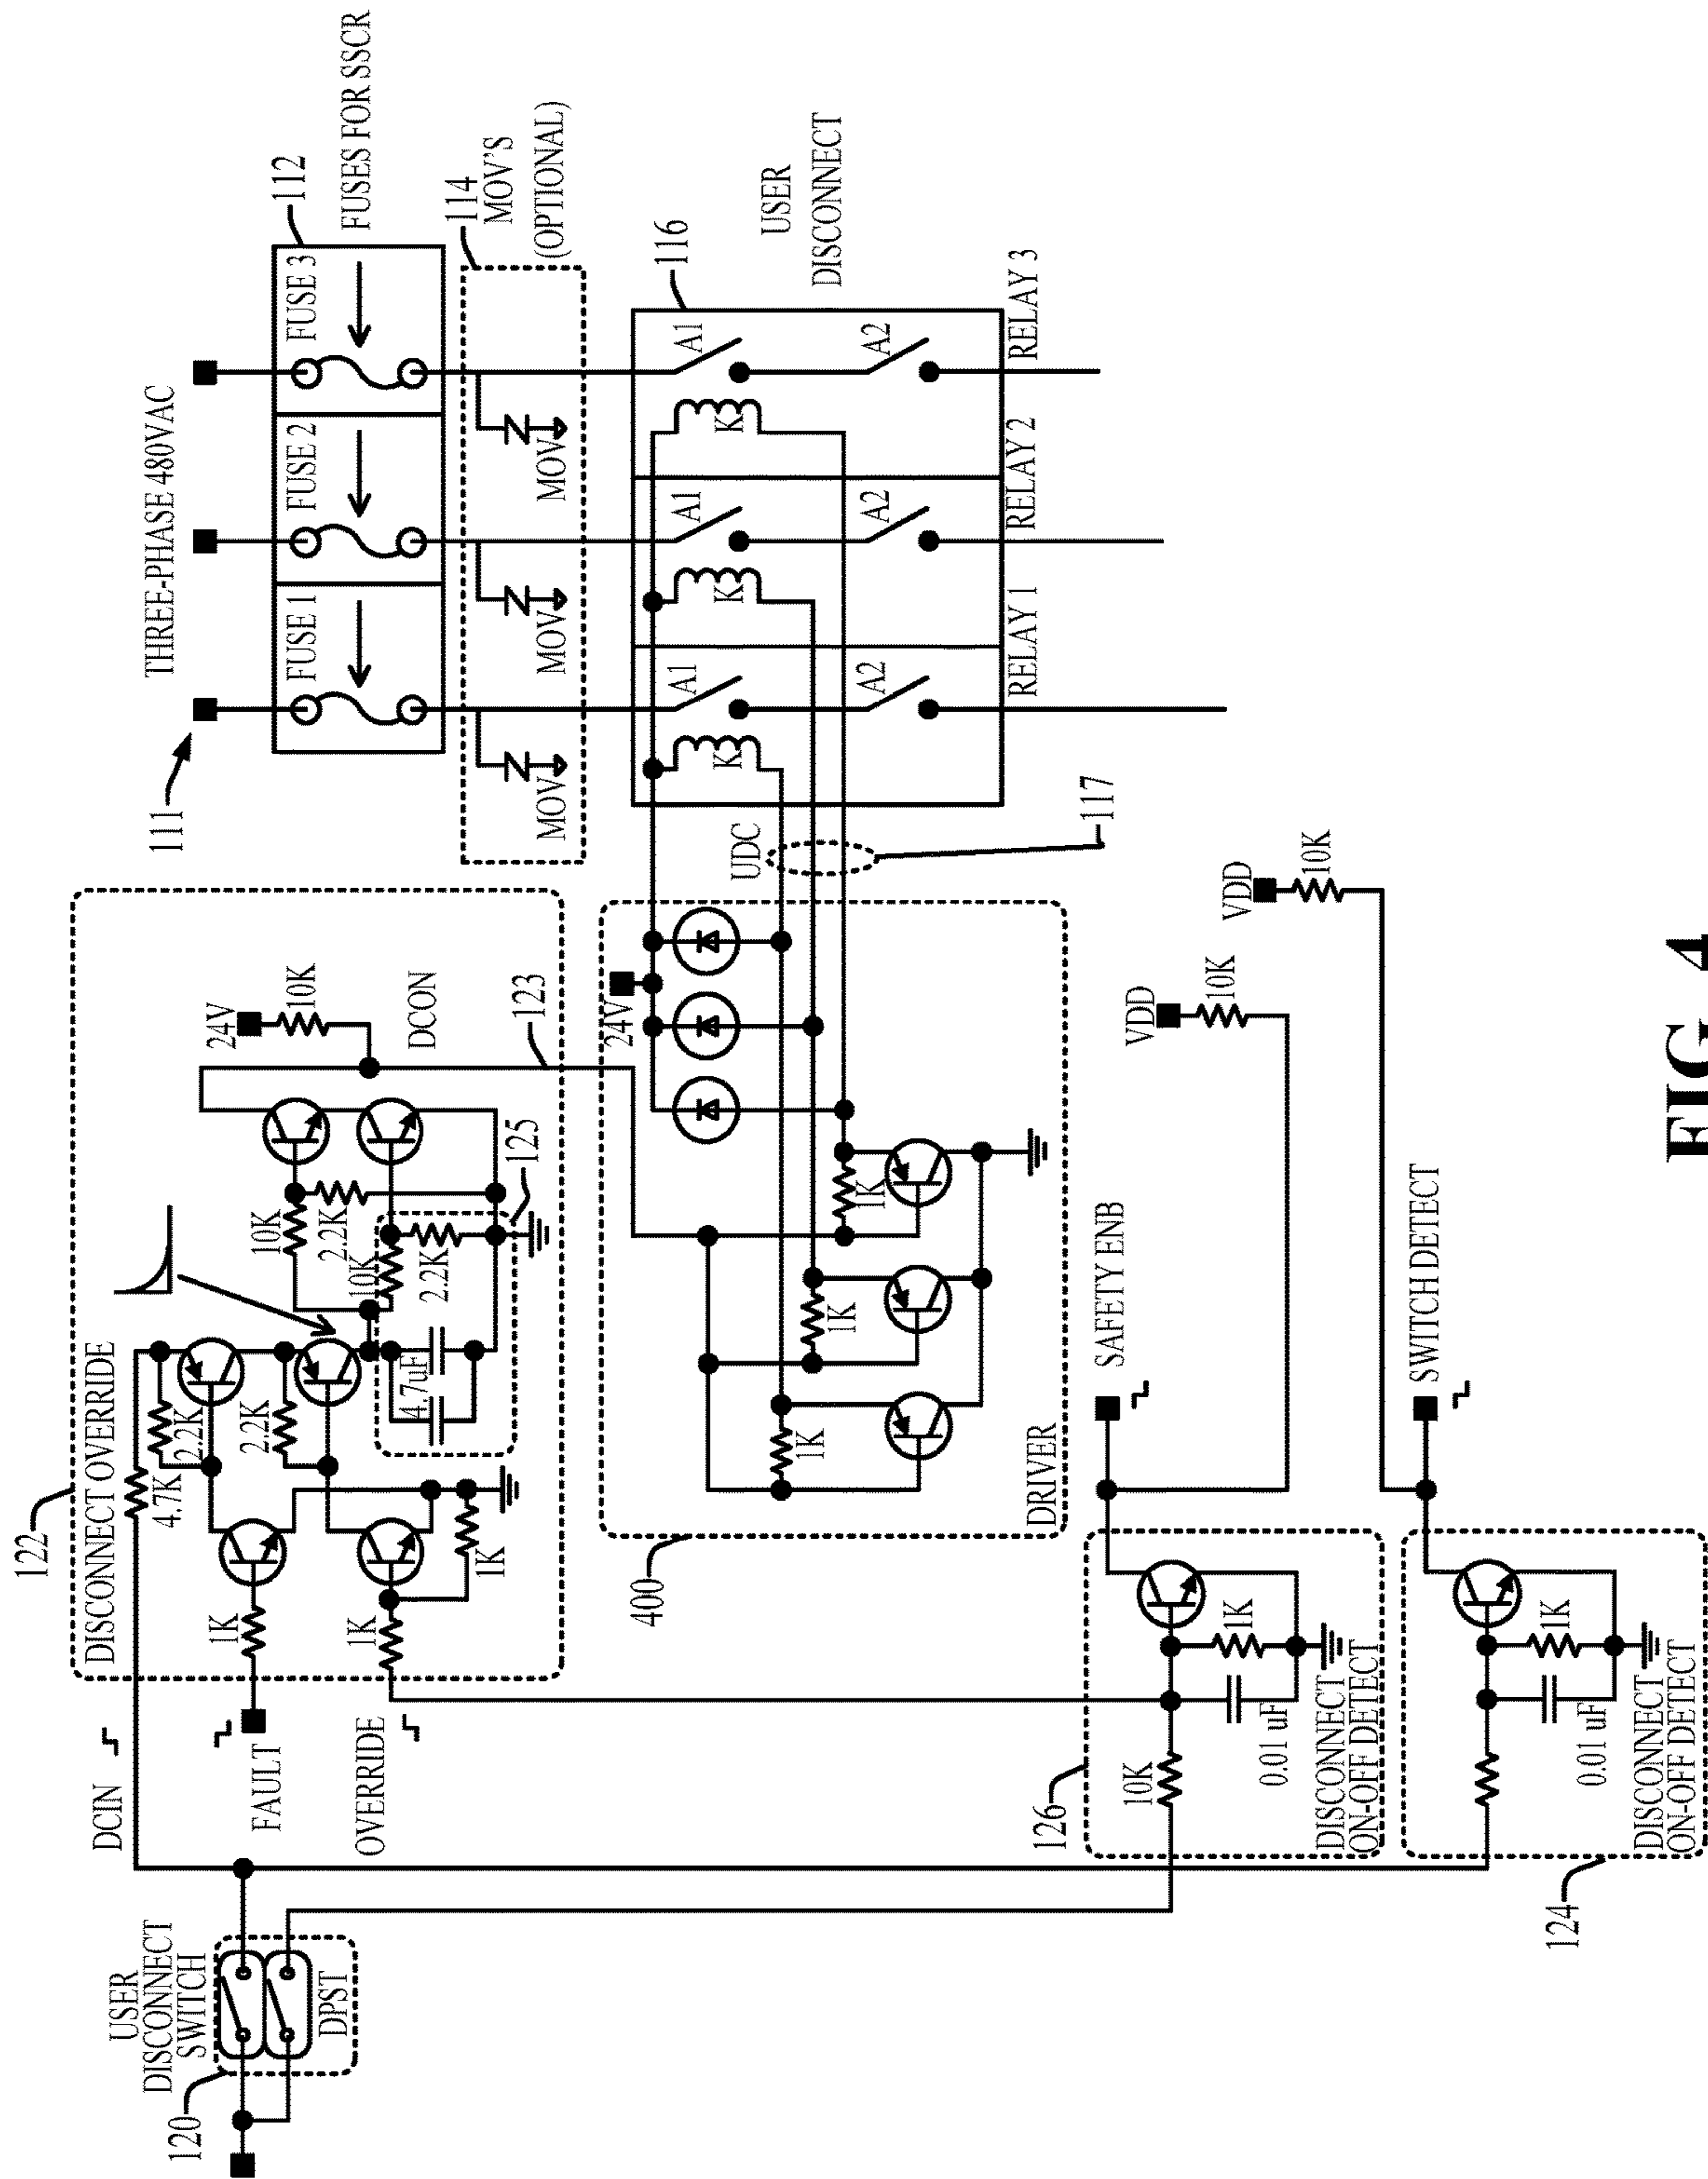 USER
DISCONNECT
SWITCH
120
DPST
DCIN
FAULT
OVERRIDE
122
DISCONNECT OVERRIDE
4.7K
2.2K
2.2K
1K
1K
1K
4.7uF
10K
2.2K
10K
2.2K
125
24V
10K
DCON
123
111
THREE-PHASE 480VAC
FUSE 1
FUSE 2
FUSE 3
112
FUSES FOR SSCR
MOV
MOV
MOV
114
MOV'S
(OPTIONAL)
K
A1
A2
K
A1
A2
K
A1
A2
116
USER
DISCONNECT
RELAY 1
RELAY 2
RELAY 3
UDC
117
24V
1K
1K
1K
DRIVER
400
126
10K
0.01 uF
1K
DISCONNECT
ON-OFF DETECT
SAFETY ENB
VDD
10K
124
0.01 uF
1K
DISCONNECT
ON-OFF DETECT
SWITCH DETECT
VDD
10K
FIG. 4